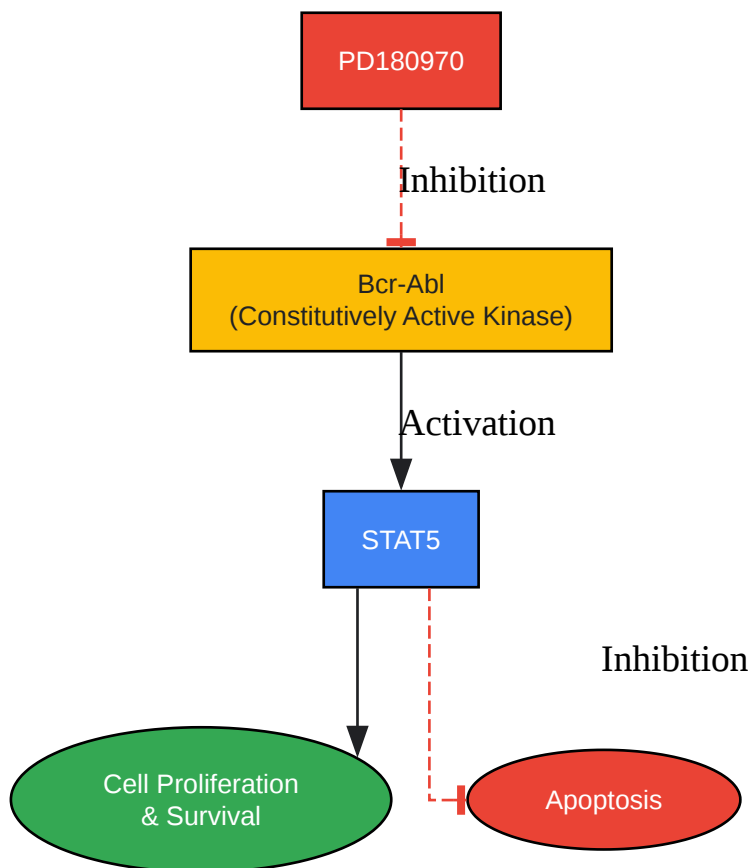 PD180970
Inhibition
Bcr-Abl
(Constitutively Active Kinase)
Activation
STAT5
Inhibition
Cell Proliferation
& Survival
Apoptosis